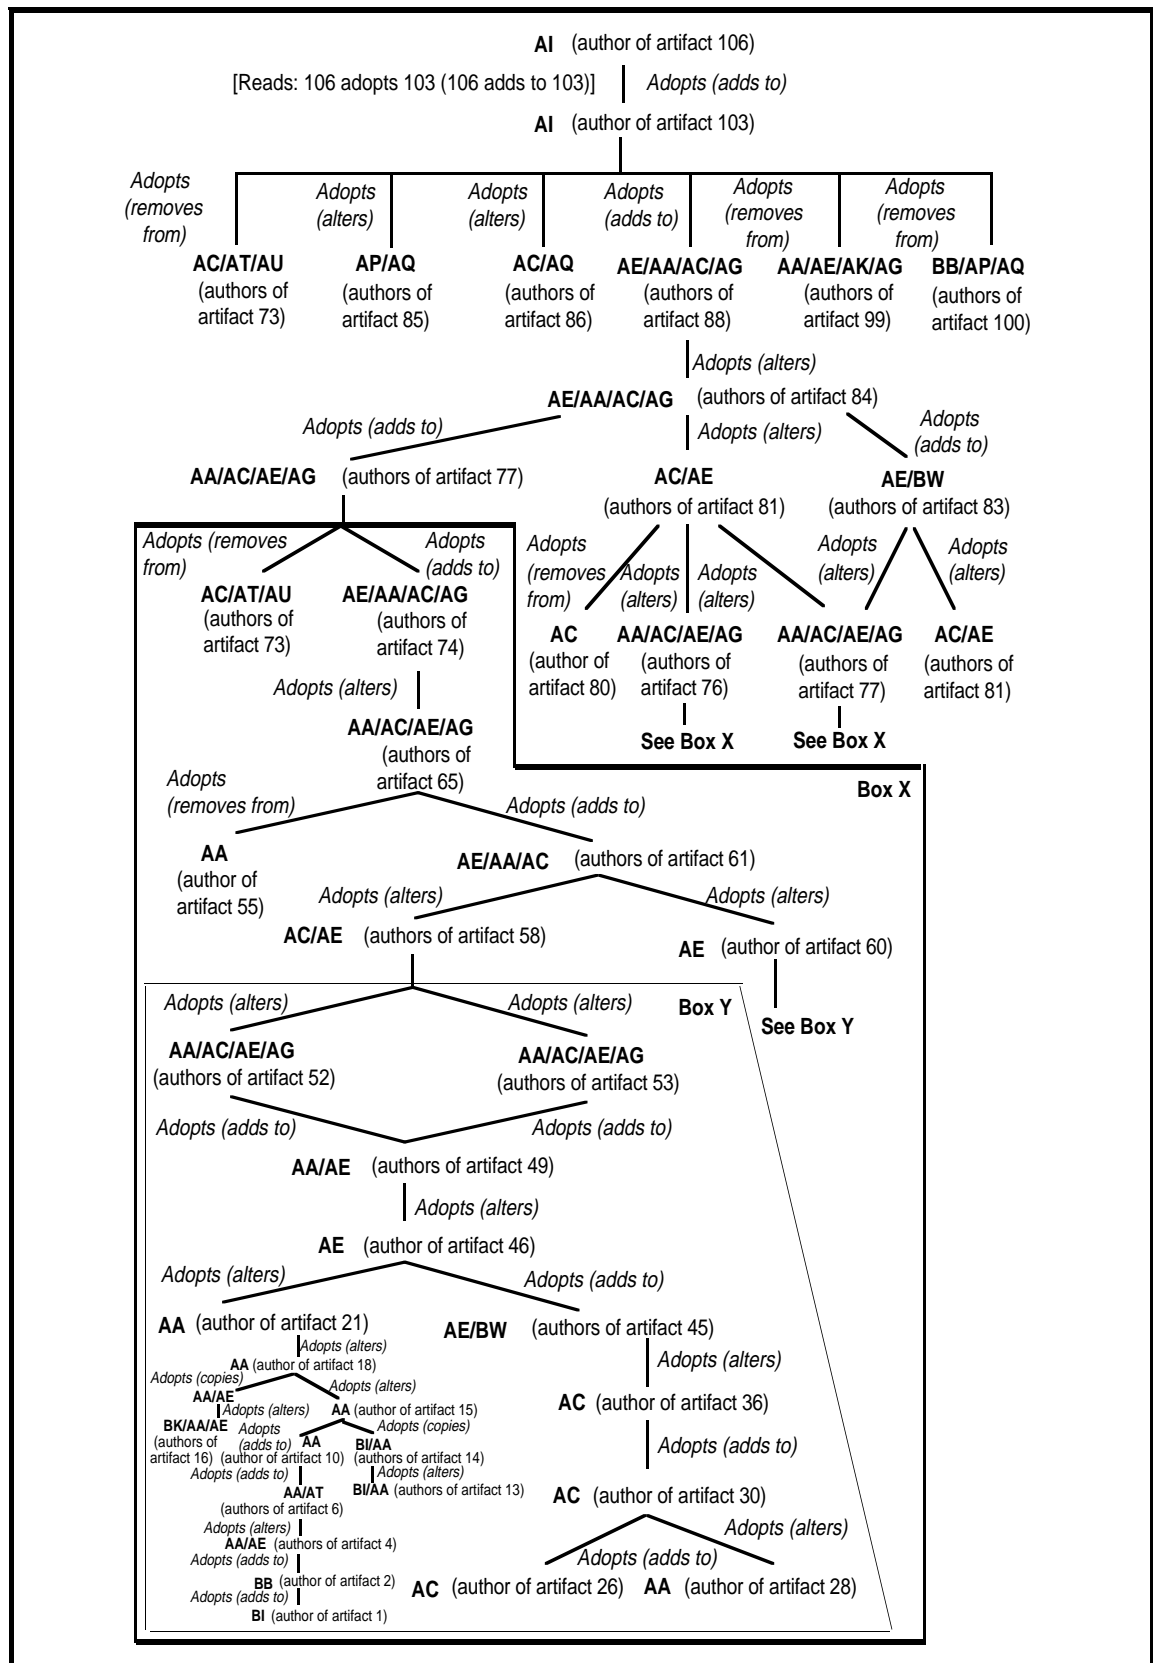 AI (author of artifact 106)
[Reads: 106 adopts 103 (106 adds to 103)] Adopts (adds to)
AI (author of artifact 103)
Adopts
(removes
from)
Adopts
(alters)
Adopts
(alters)
Adopts
(adds to)
Adopts
(removes
from)
Adopts
(removes
from)
AC/AT/AU
(authors of
artifact 73)
AP/AQ
(authors of
artifact 85)
AC/AQ
(authors of
artifact 86)
AE/AA/AC/AG
(authors of
artifact 88)
AA/AE/AK/AG
(authors of
artifact 99)
BB/AP/AQ
(authors of
artifact 100)
Adopts (alters)
AE/AA/AC/AG (authors of artifact 84)
Adopts (adds to)
Adopts (alters)
Adopts
(adds to)
AA/AC/AE/AG (authors of artifact 77)
AC/AE
(authors of artifact 81)
AE/BW
(authors of artifact 83)
Adopts (removes
from)
Adopts
(adds to)
Adopts
(removes
from)
Adopts
(alters)
Adopts
(alters)
Adopts
(alters)
Adopts
(alters)
AC/AT/AU
(authors of
artifact 73)
AE/AA/AC/AG
(authors of
artifact 74)
AC
(author of
artifact 80)
AA/AC/AE/AG
(authors of
artifact 76)
AA/AC/AE/AG
(authors of
artifact 77)
AC/AE
(authors of
artifact 81)
See Box X
See Box X
Adopts (alters)
AA/AC/AE/AG
(authors of
artifact 65)
Box X
Adopts
(removes from)
Adopts (adds to)
AA
(author of
artifact 55)
AE/AA/AC (authors of artifact 61)
Adopts (alters)
Adopts (alters)
AC/AE (authors of artifact 58)
AE (author of artifact 60)
See Box Y
Box Y
Adopts (alters)
Adopts (alters)
AA/AC/AE/AG
(authors of artifact 52)
AA/AC/AE/AG
(authors of artifact 53)
Adopts (adds to)
Adopts (adds to)
AA/AE (authors of artifact 49)
Adopts (alters)
AE (author of artifact 46)
Adopts (alters)
Adopts (adds to)
AA (author of artifact 21)
AE/BW (authors of artifact 45)
Adopts (alters)
AA (author of artifact 18)
Adopts (copies)
Adopts (alters)
AA/AE
Adopts (alters)
AA (author of artifact 15)
BK/AA/AE
(authors of
artifact 16)
Adopts
(adds to)
AA
(author of artifact 10)
Adopts (copies)
BI/AA
(authors of artifact 14)
Adopts (adds to)
Adopts (alters)
BI/AA (authors of artifact 13)
AA/AT
(authors of artifact 6)
Adopts (alters)
AA/AE (authors of artifact 4)
Adopts (adds to)
BB (author of artifact 2)
Adopts (adds to)
BI (author of artifact 1)
Adopts (alters)
AC (author of artifact 36)
Adopts (adds to)
AC (author of artifact 30)
Adopts (alters)
Adopts (adds to)
AC (author of artifact 26)
AA (author of artifact 28)